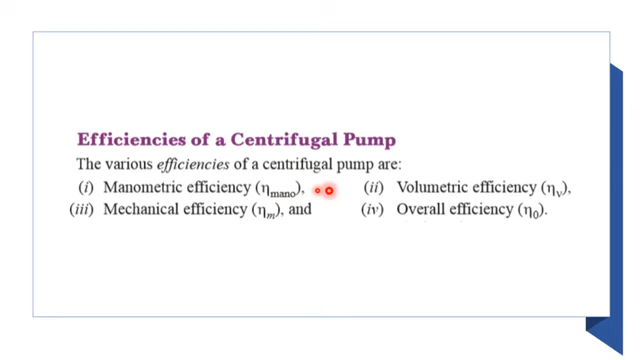 Efficiencies of a Centrifugal Pump
The various efficiencies of a centrifugal pump are:
(i) Manometric efficiency (ηmano), (ii) Volumetric efficiency (ηv),
(iii) Mechanical efficiency (ηm), and (iv) Overall efficiency (η0).